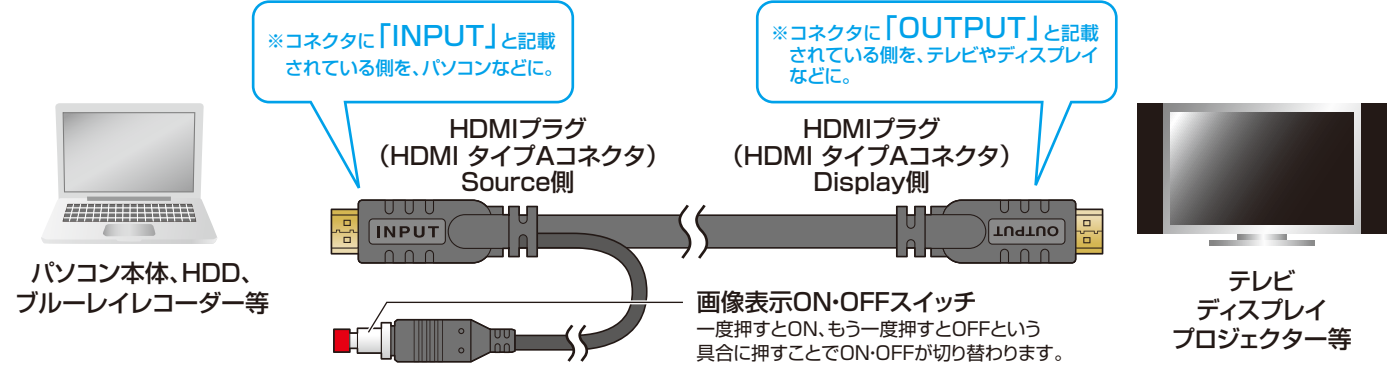 ※コネクタに「INPUT」と記載
されている側を、パソコンなどに。
※コネクタに「OUTPUT」と記載
されている側を、テレビやディスプレイ
などに。
HDMIプラグ
（HDMI タイプAコネクタ）
Source側
HDMIプラグ
（HDMI タイプAコネクタ）
Display側
INPUT
OUTPUT
パソコン本体、HDD、
ブルーレイレコーダー等
画像表示ON・OFFスイッチ
一度押すとON、もう一度押すとOFFという
具合に押すことでON・OFFが切り替わります。
テレビ
ディスプレイ
プロジェクター等